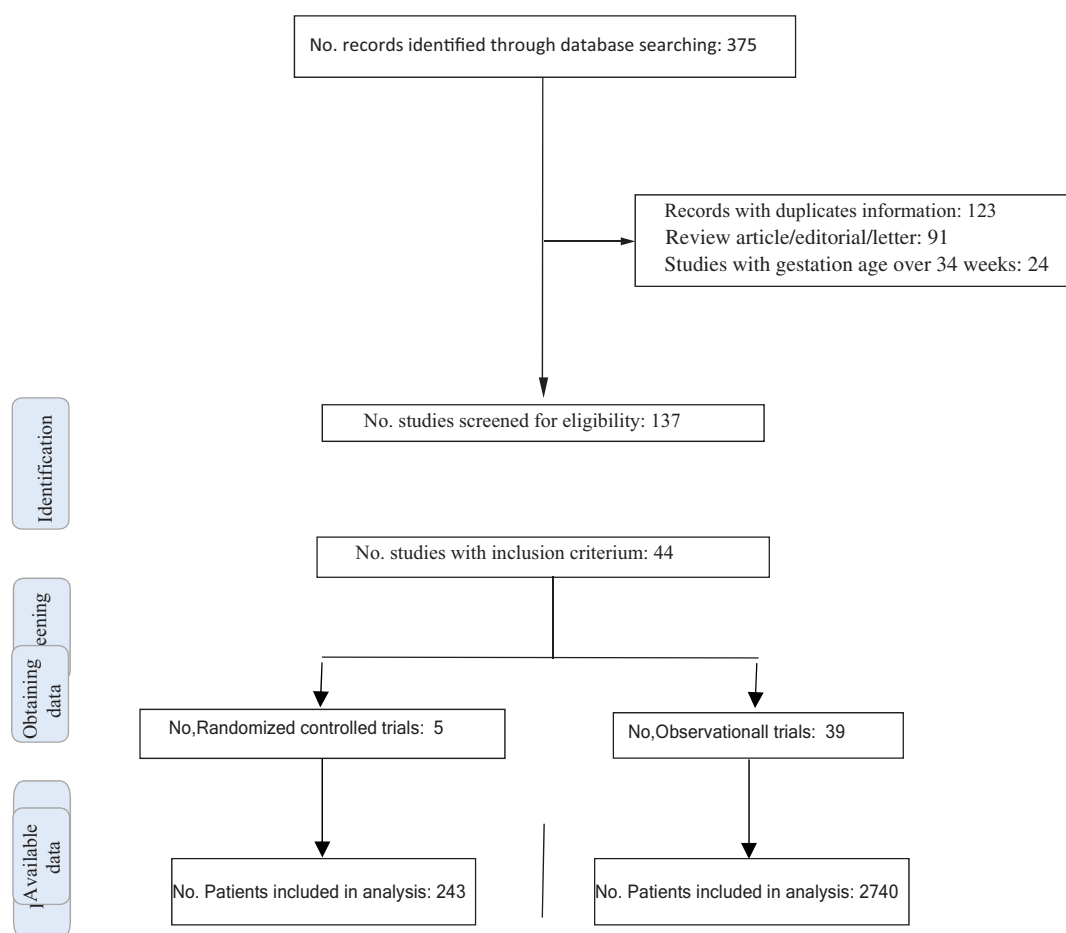 No. records identified through database searching: 375
Records with duplicates information: 123
Review article/editorial/letter: 91
Studies with gestation age over 34 weeks: 24
No. studies screened for eligibility: 137
Identification
No. studies with inclusion criterium: 44
eening
Obtaining
data
No,Randomized controlled trials: 5
No,Observationall trials: 39
Available
data
No. Patients included in analysis: 243
No. Patients included in analysis: 2740